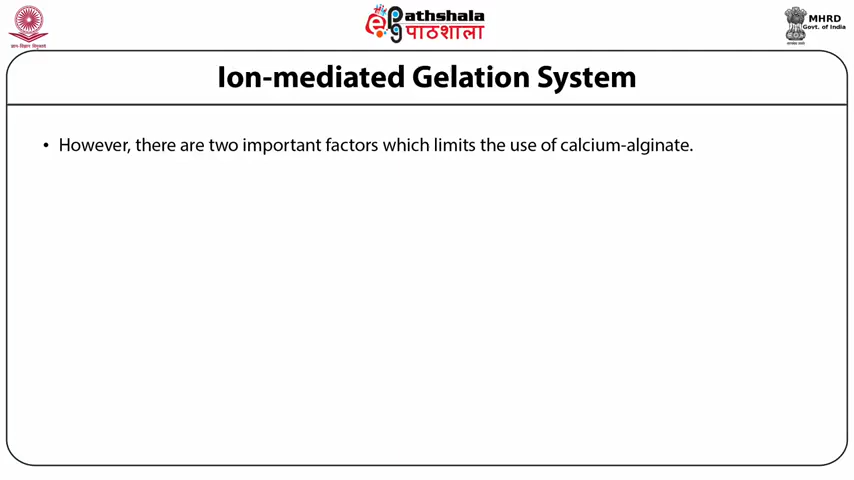 ePathshala
पाठशाला
MHRD
Govt. of India
Ion-mediated Gelation System
• However, there are two important factors which limits the use of calcium-alginate.